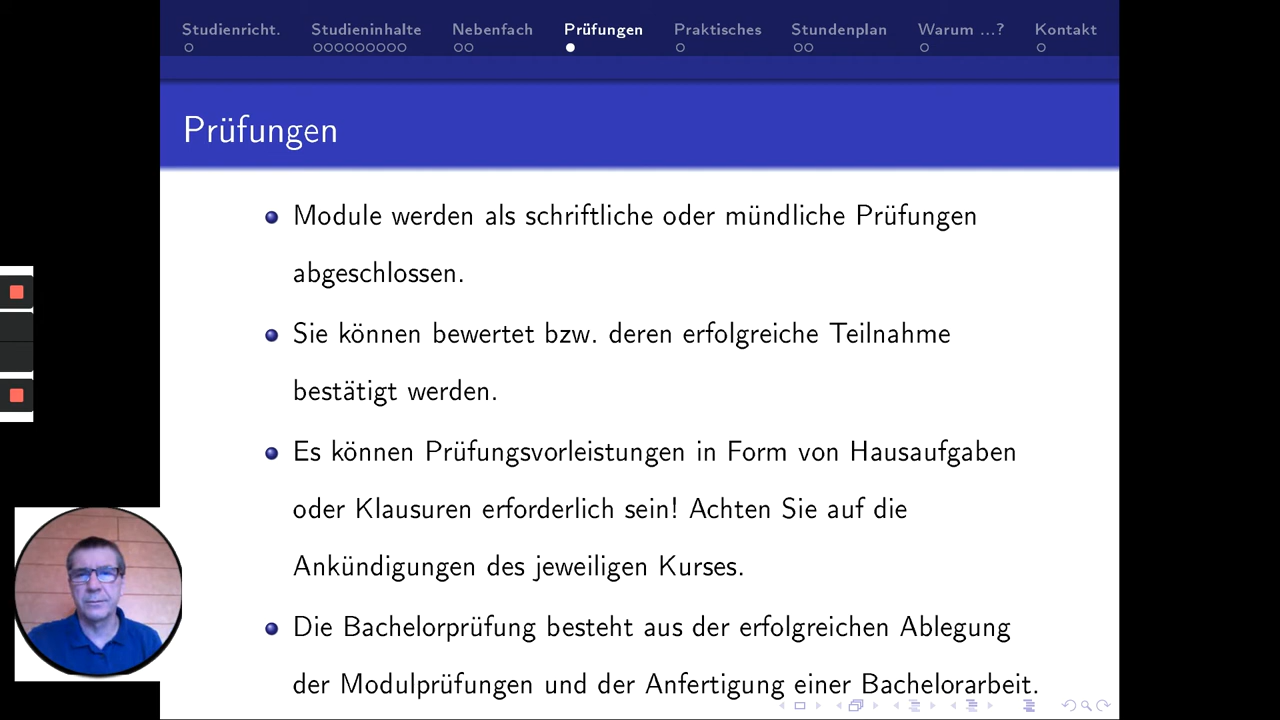 Studienricht. Studieninhalte Nebenfach Prüfungen Praktisches Stundenplan Warum ...? Kontakt
Prüfungen
Module werden als schriftliche oder mündliche Prüfungen
abgeschlossen.
Sie können bewertet bzw. deren erfolgreiche Teilnahme
bestätigt werden.
Es können Prüfungsvorleistungen in Form von Hausaufgaben
oder Klausuren erforderlich sein! Achten Sie auf die
Ankündigungen des jeweiligen Kurses.
Die Bachelorprüfung besteht aus der erfolgreichen Ablegung
der Modulprüfungen und der Anfertigung einer Bachelorarbeit.